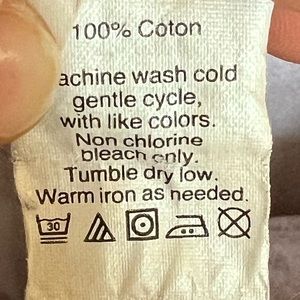 100% Coton
achine wash cold
gentle cycle,
with like colors.
Non chlorine
bleach only.
Tumble dry low.
Warm iron as needed.
30